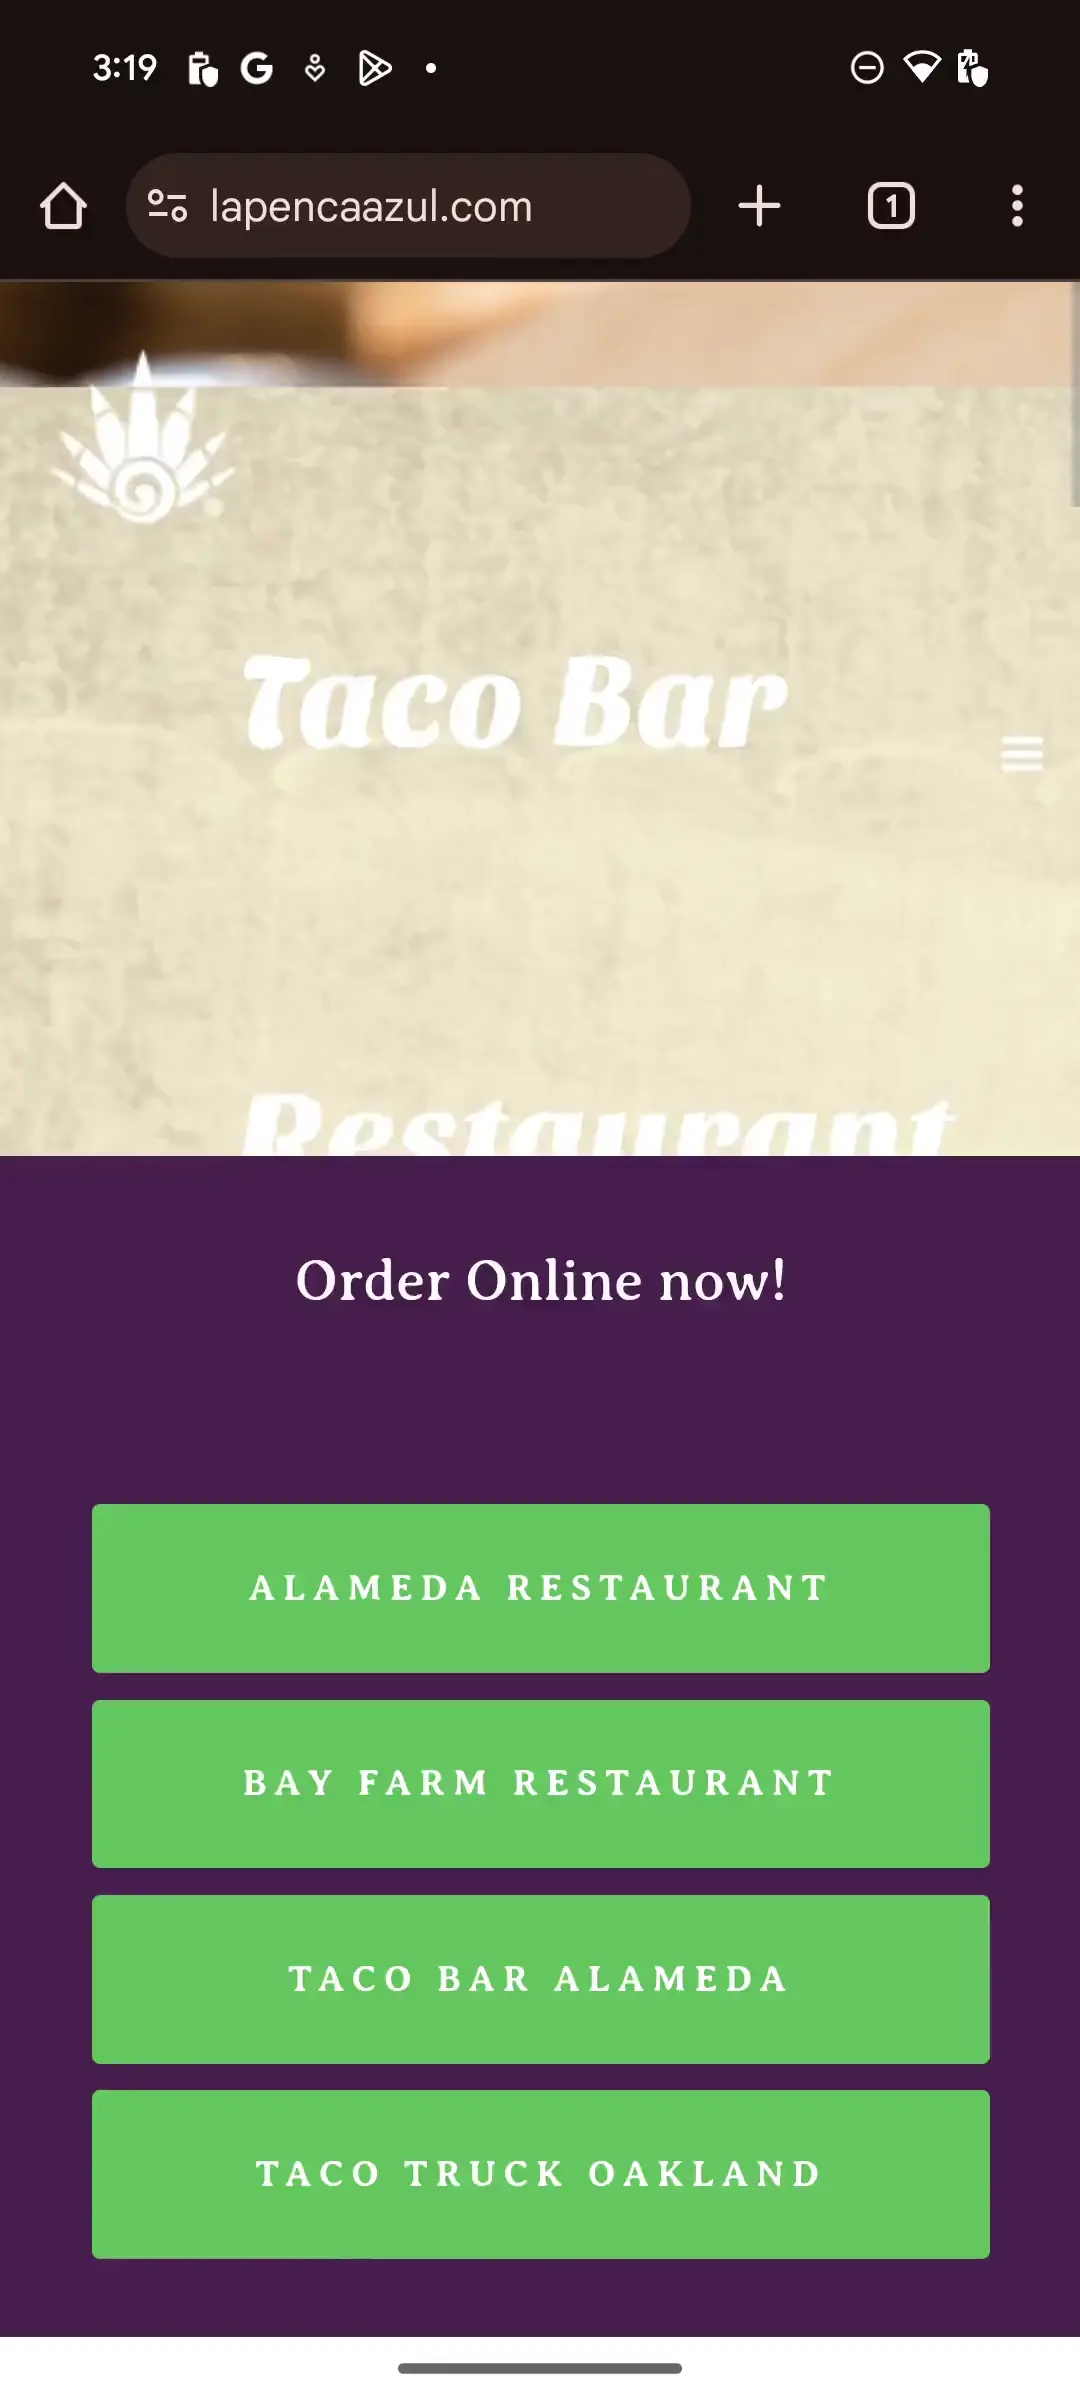 3:19
lapencaazul.com
1
Taco Bar
Restaurant
Order Online now!
ALAMEDA RESTAURANT
BAY FARM RESTAURANT
TACO BAR ALAMEDA
TACO TRUCK OAKLAND